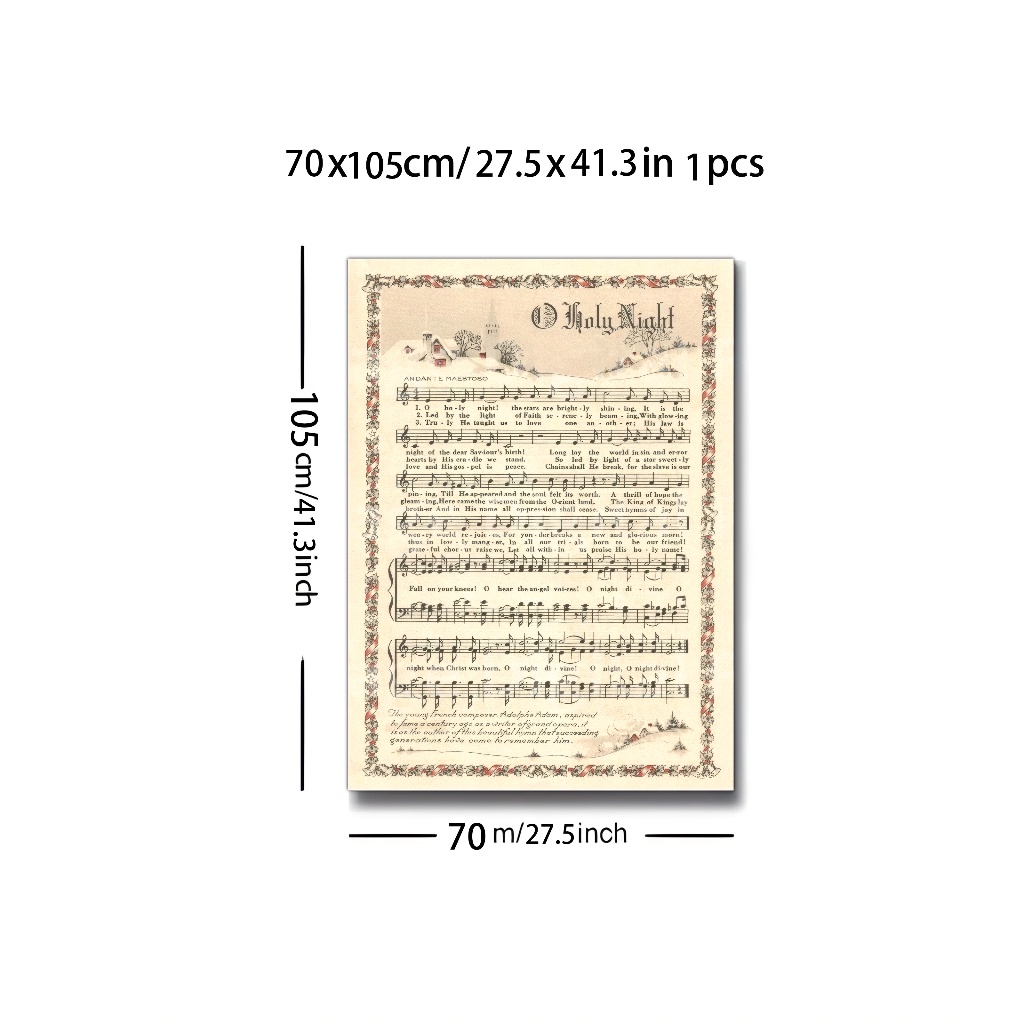 70x105cm/ 27.5x41.3in 1pcs
105cm/41.3inch
O Holy Night
ANDANTE MAESTOSO
1. O ho-ly night! the stars are bright-ly shin-ing, It is the
2. Led by the light of Faith se-rene-ly beam-ing, With glow-ing
3. Tru-ly He taught us to love one an-oth-er; His law is
night of the dear Sav-iour's birth! Long lay the world in sin and er-ror
hearts by His cra-dle we stand. So led by light of a star sweet-ly
love and His gos-pel is peace. Chains shall He break, for the slave is our
pin-ing, Till He ap-peared and the soul felt its worth. A thrill of hope the
gleam-ing, Here came the wise men from the O-rient land. The King of Kings lay
broth-er And in His name all op-pres-sion shall cease. Sweet hymns of joy in
wea-ry world re-joic-es, For yon-der breaks a new and glo-rious morn!
thus in low-ly mang-er, In all our tri-als born to be our friend!
grate-ful chor-us raise we, Let all with-in us praise His ho-ly name!
Fall on your knees! O hear the an-gel voi-ces! O night di-vine O
night when Christ was born, O night di-vine! O night, O night di-vine!
The young French composer, Adolphe Adam, aspired
to fame a century ago as a writer of grand opera, it
is as the author of this beautiful hymn that succeeding
generations have come to remember him.
70 m/27.5inch